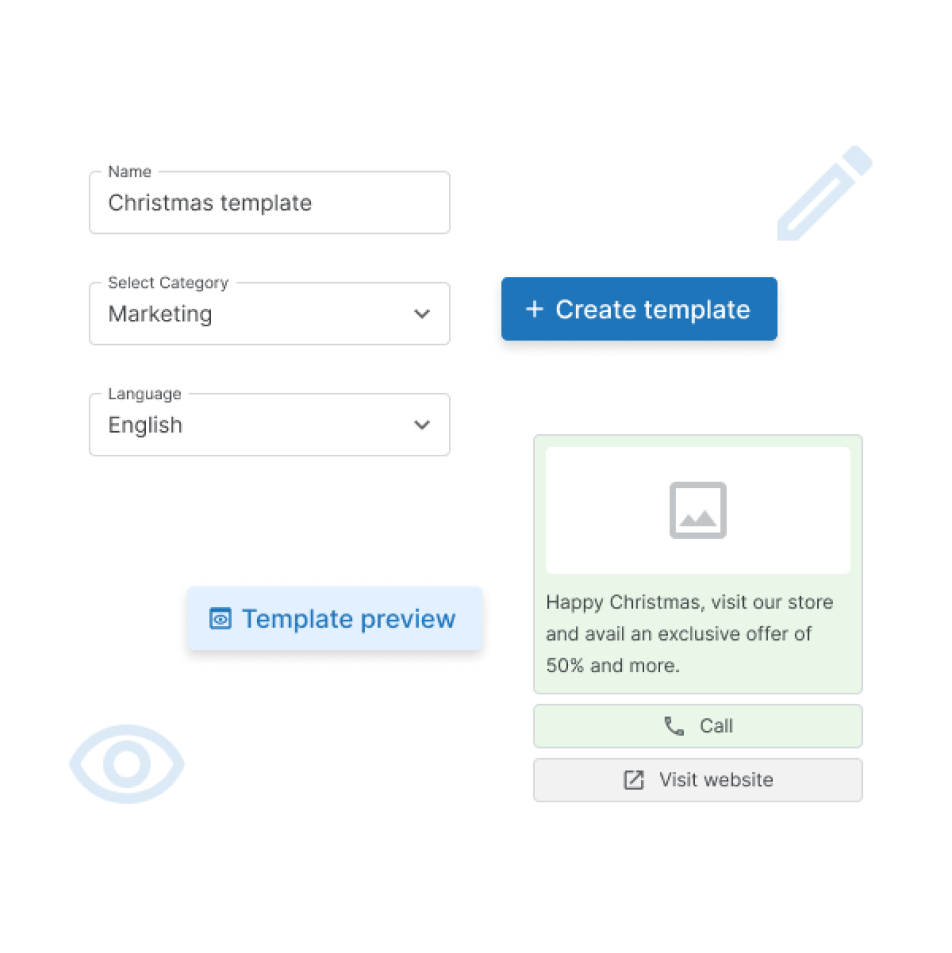 Name
Christmas template
Select Category
Marketing
+ Create template
Language
English
Template preview
Happy Christmas, visit our store
and avail an exclusive offer of
50% and more.
Call
Visit website